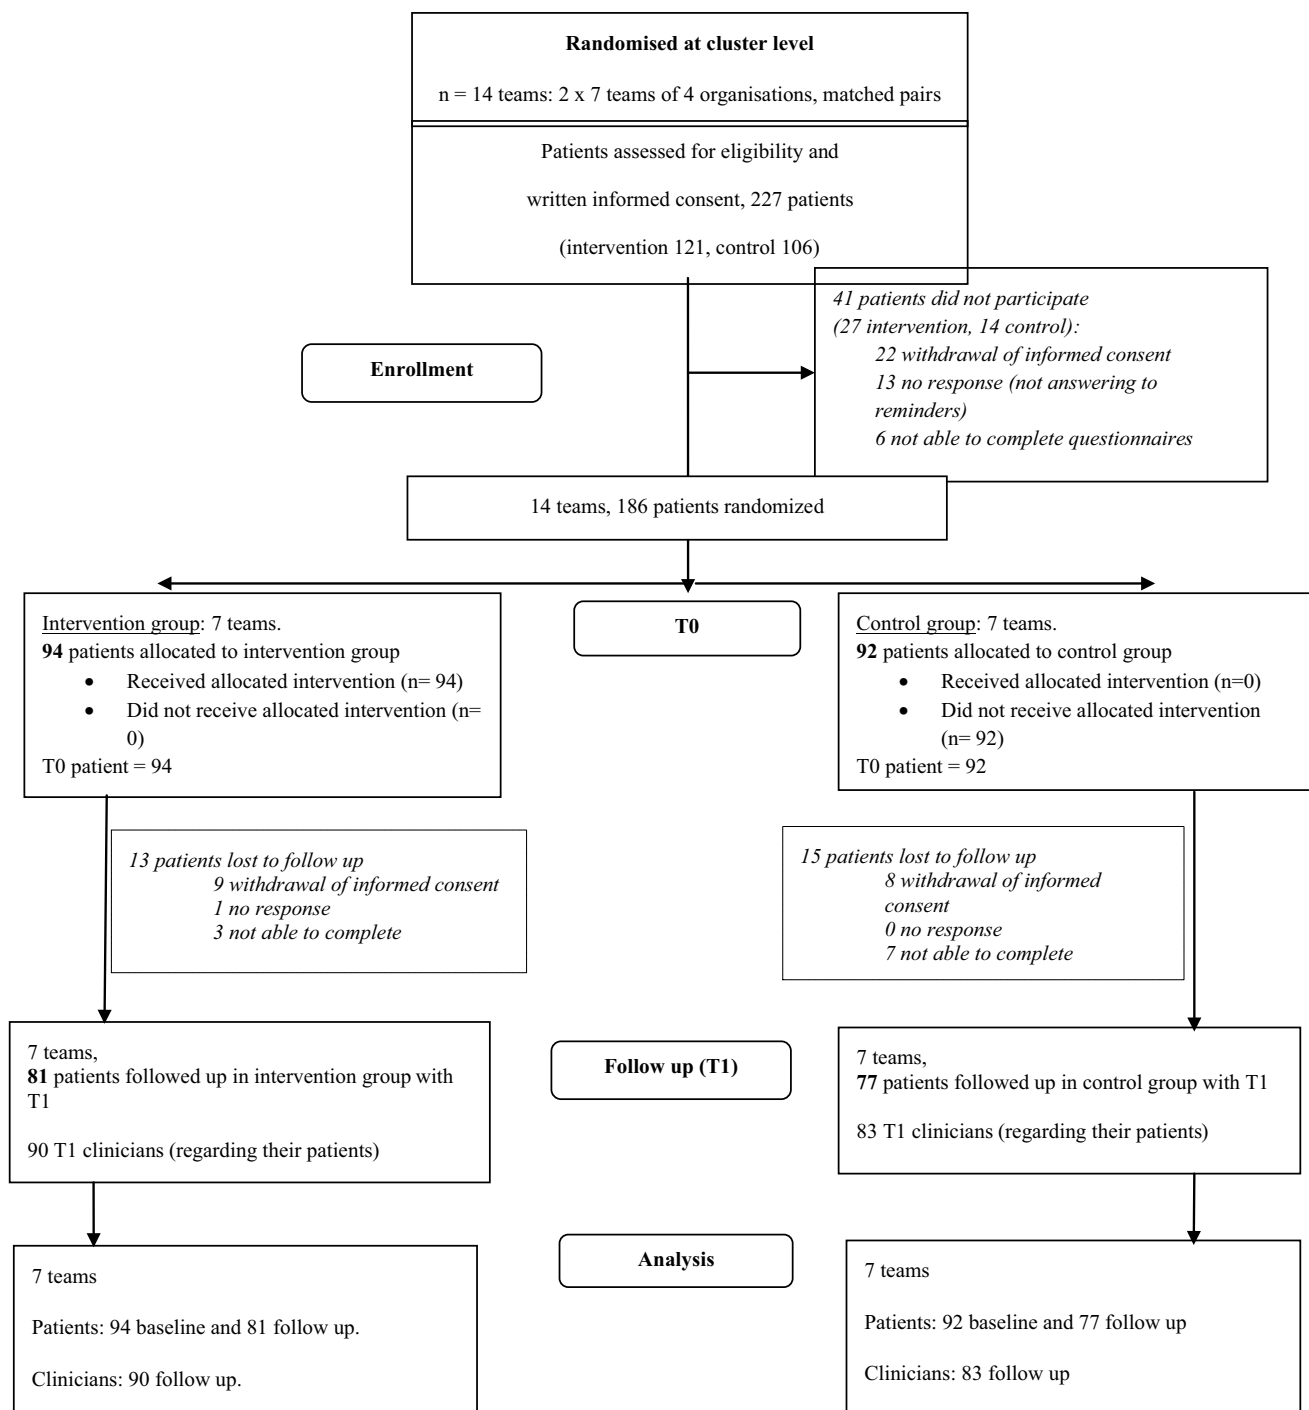 Randomised at cluster level
n = 14 teams: 2 x 7 teams of 4 organisations, matched pairs
Patients assessed for eligibility and
written informed consent, 227 patients
(intervention 121, control 106)
41 patients did not participate
(27 intervention, 14 control):
22 withdrawal of informed consent
13 no response (not answering to
reminders)
6 not able to complete questionnaires
Enrollment
14 teams, 186 patients randomized
Intervention group: 7 teams.
94 patients allocated to intervention group
• Received allocated intervention (n= 94)
• Did not receive allocated intervention (n=
0)
T0 patient = 94
T0
Control group: 7 teams.
92 patients allocated to control group
• Received allocated intervention (n=0)
• Did not receive allocated intervention
(n= 92)
T0 patient = 92
13 patients lost to follow up
9 withdrawal of informed consent
1 no response
3 not able to complete
15 patients lost to follow up
8 withdrawal of informed
consent
0 no response
7 not able to complete
7 teams,
81 patients followed up in intervention group with
T1
90 T1 clinicians (regarding their patients)
Follow up (T1)
7 teams,
77 patients followed up in control group with T1
83 T1 clinicians (regarding their patients)
7 teams
Patients: 94 baseline and 81 follow up.
Clinicians: 90 follow up.
Analysis
7 teams
Patients: 92 baseline and 77 follow up
Clinicians: 83 follow up